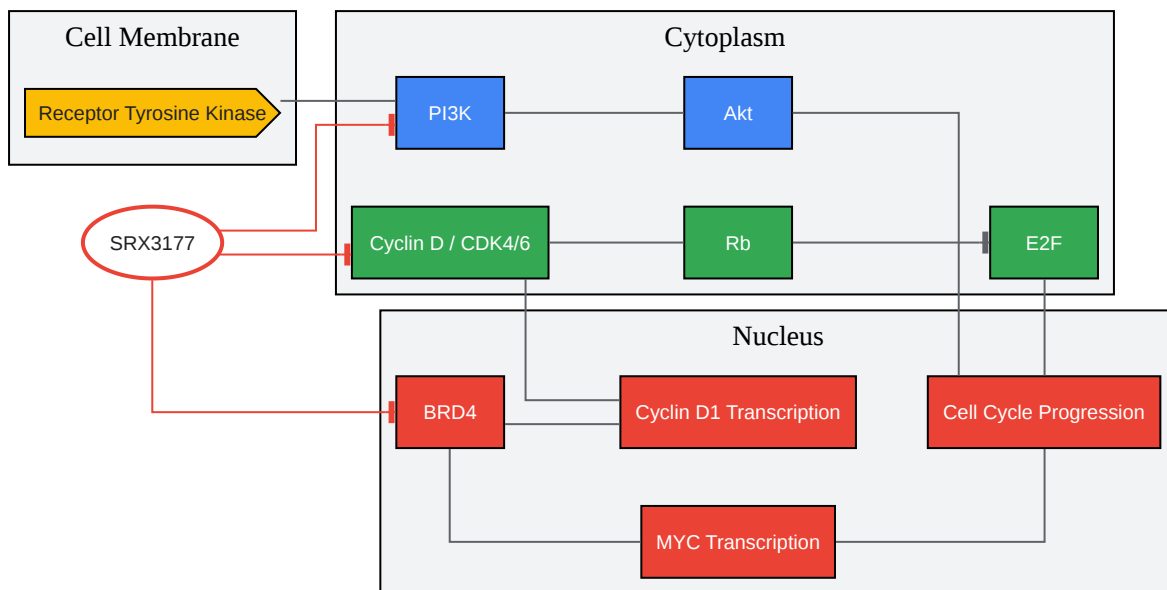 Cell Membrane
Cytoplasm
Receptor Tyrosine Kinase
PI3K
Akt
SRX3177
Cyclin D / CDK4/6
Rb
E2F
Nucleus
BRD4
Cyclin D1 Transcription
Cell Cycle Progression
MYC Transcription